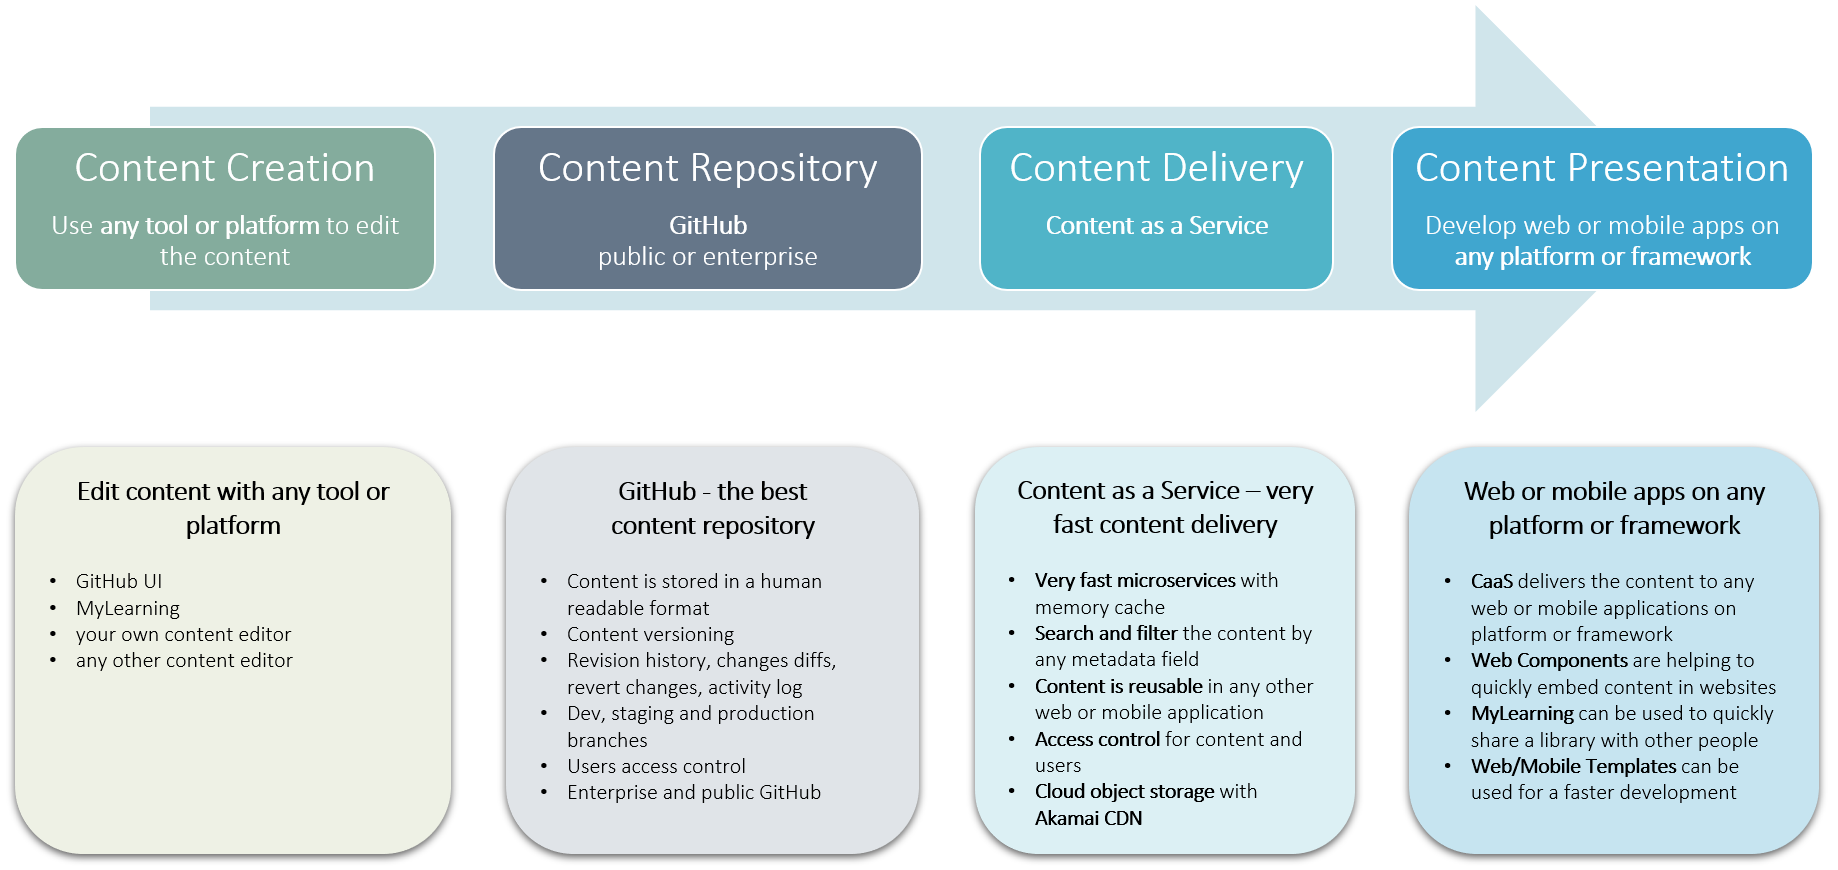 Content Creation
Use any tool or platform to edit
the content
Content Repository
GitHub
public or enterprise
Content Delivery
Content as a Service
Content Presentation
Develop web or mobile apps on
any platform or framework
Edit content with any tool or
platform
• GitHub UI
• MyLearning
• your own content editor
• any other content editor
GitHub - the best
content repository
• Content is stored in a human
readable format
• Content versioning
• Revision history, changes diffs,
revert changes, activity log
• Dev, staging and production
branches
• Users access control
• Enterprise and public GitHub
Content as a Service – very
fast content delivery
• Very fast microservices with
memory cache
• Search and filter the content by
any metadata field
• Content is reusable in any other
web or mobile application
• Access control for content and
users
• Cloud object storage with
Akamai CDN
Web or mobile apps on any
platform or framework
• CaaS delivers the content to any
web or mobile applications on
platform or framework
• Web Components are helping to
quickly embed content in websites
• MyLearning can be used to quickly
share a library with other people
• Web/Mobile Templates can be
used for a faster development